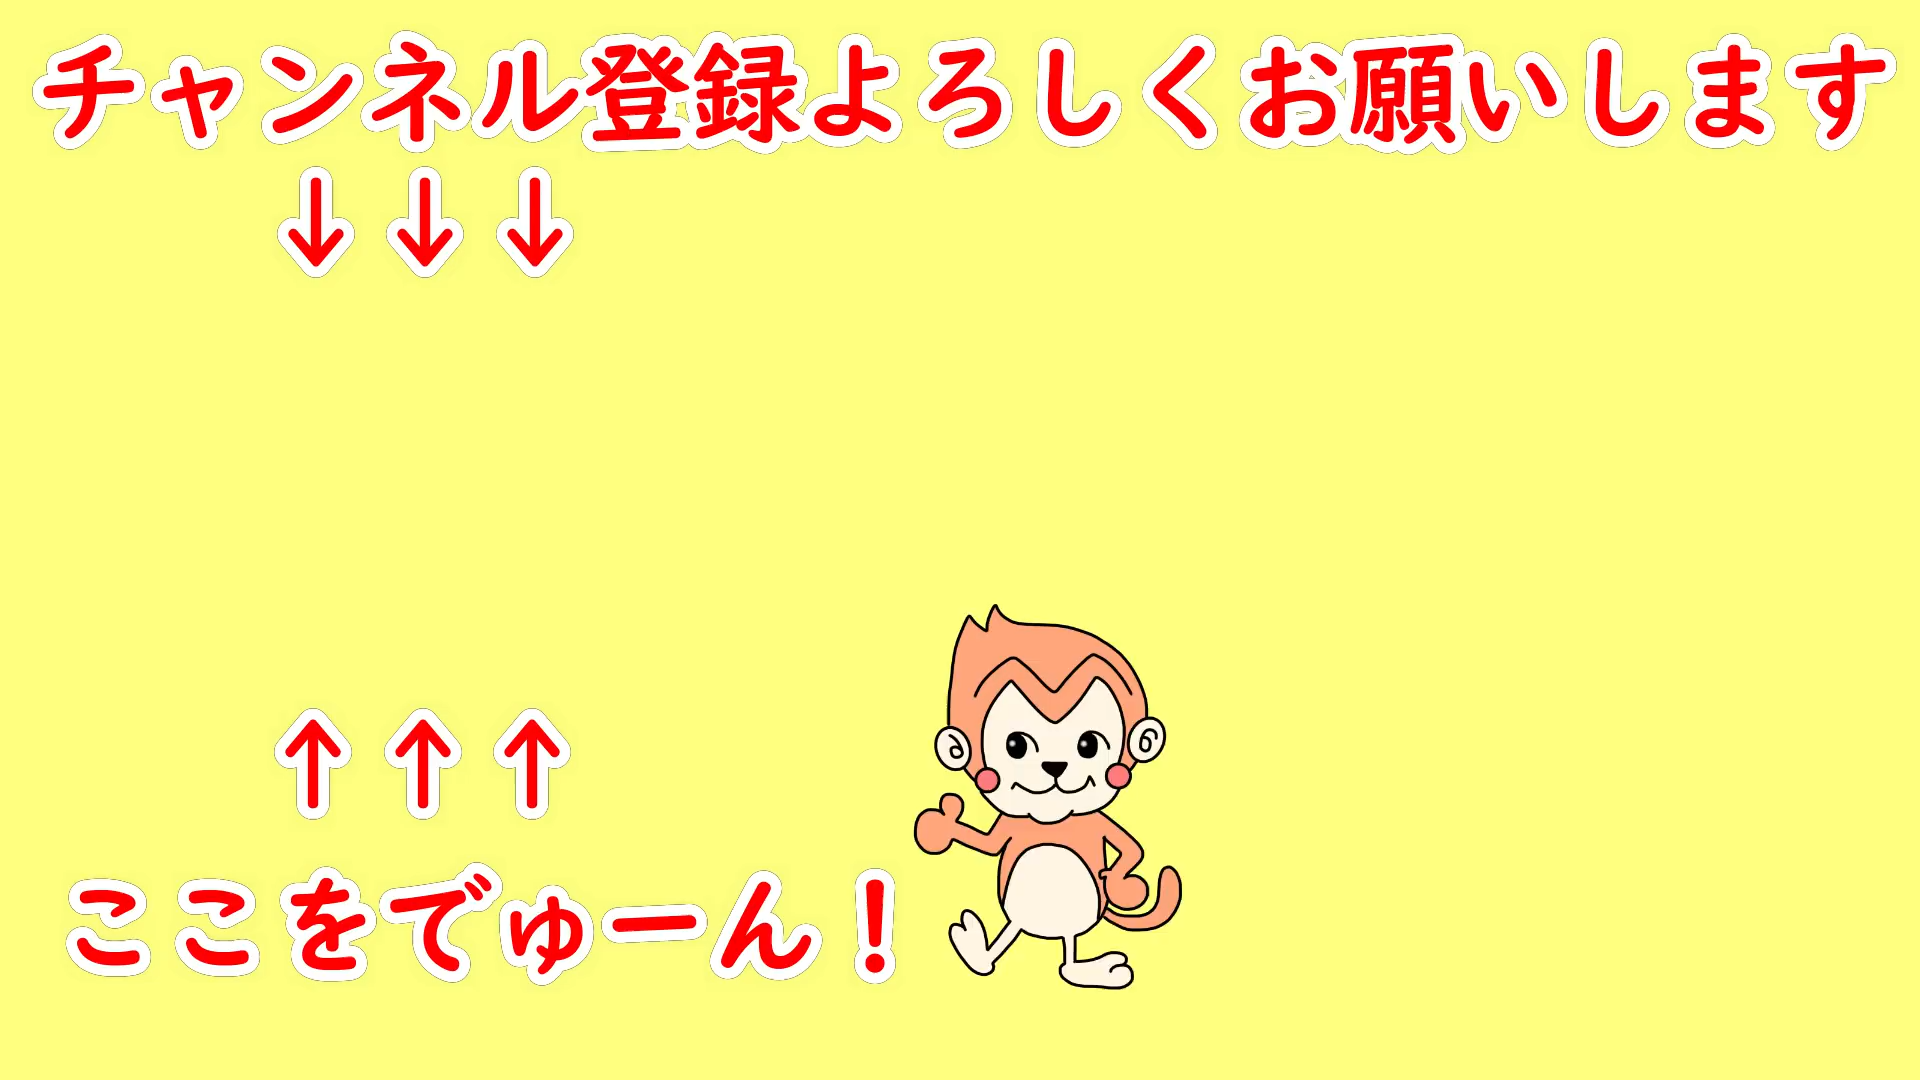 チャンネル登録よろしくお願いします
↓↓↓
↑↑↑
ここをでゅーん！